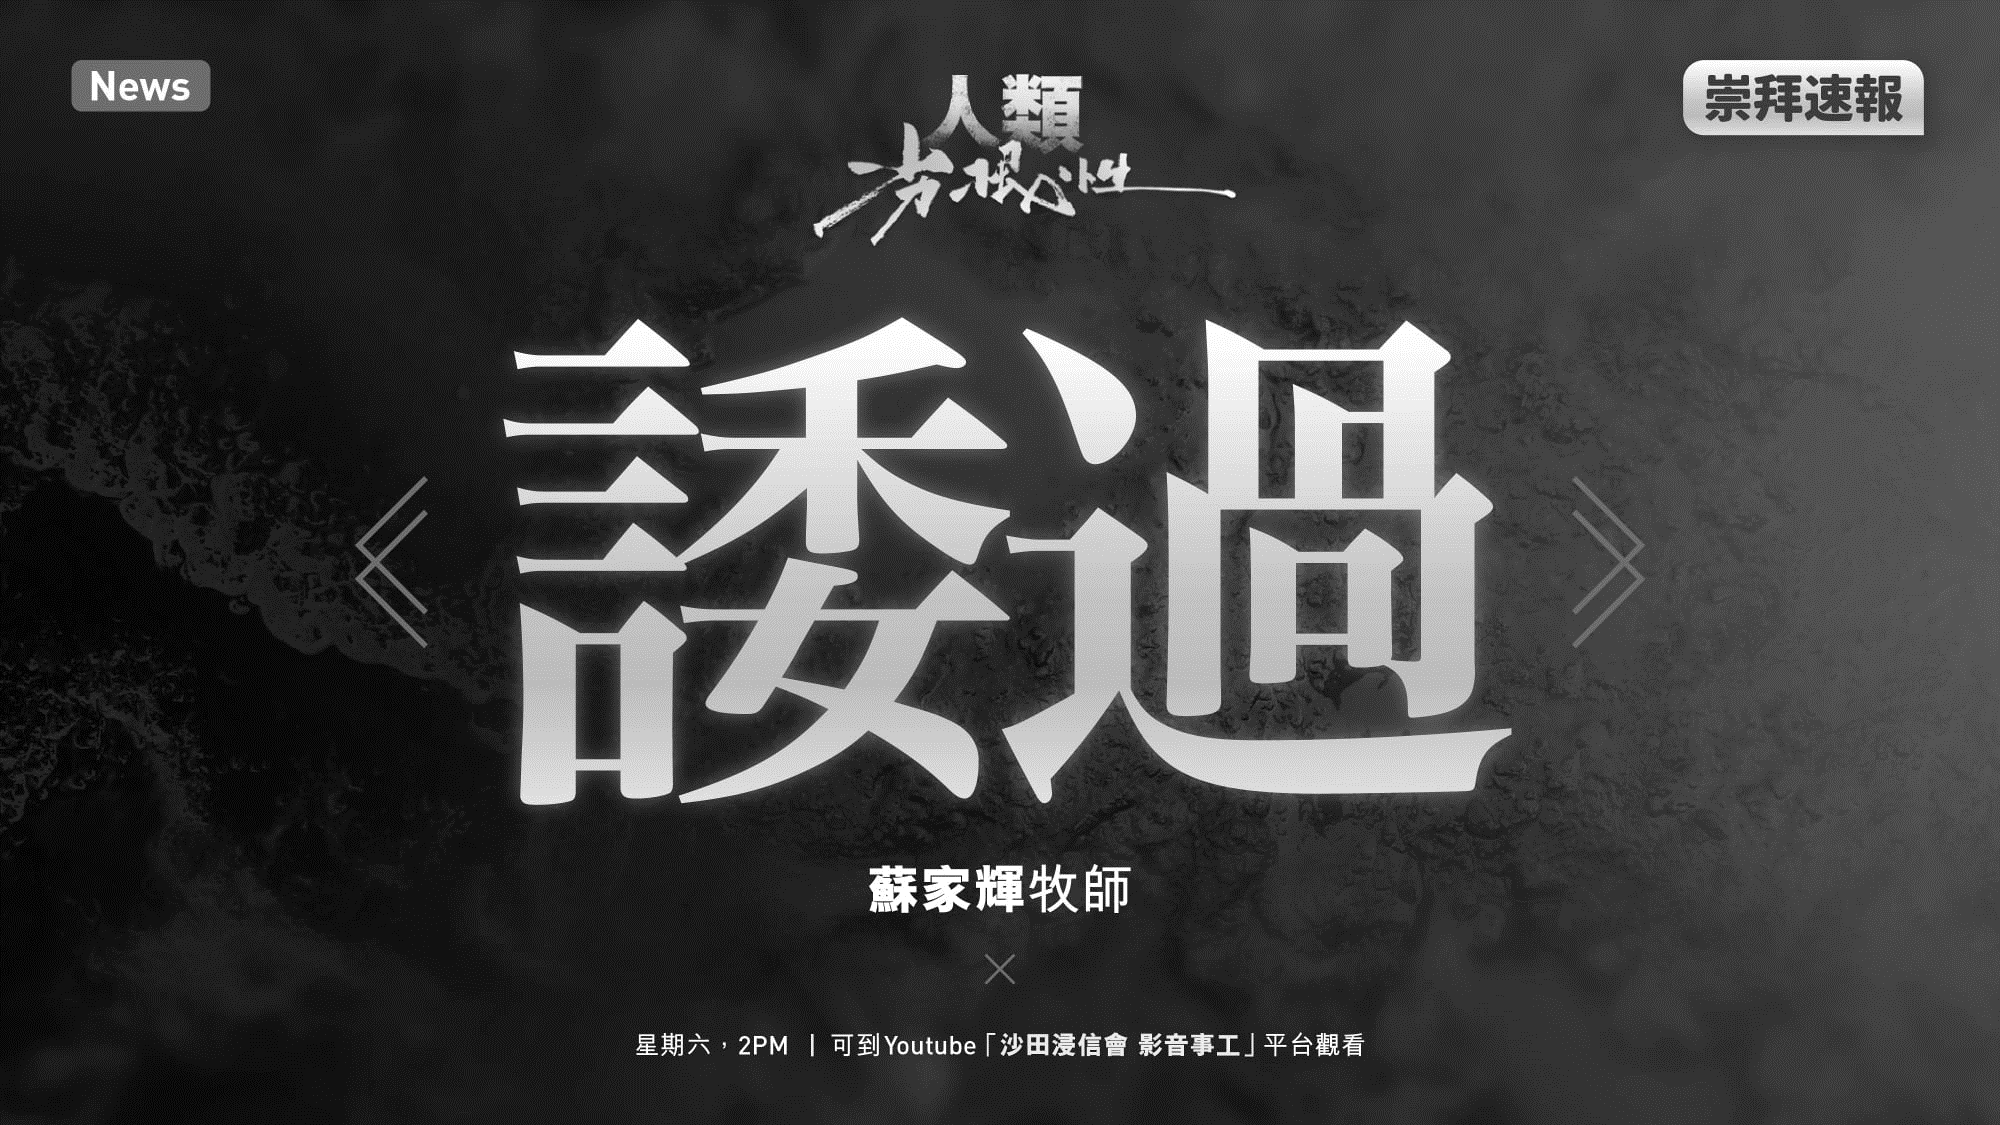 News
崇拜速報
人類
劣根心性
諉過
蘇家輝牧師
星期六，2PM | 可到Youtube「沙田浸信會 影音事工」平台觀看